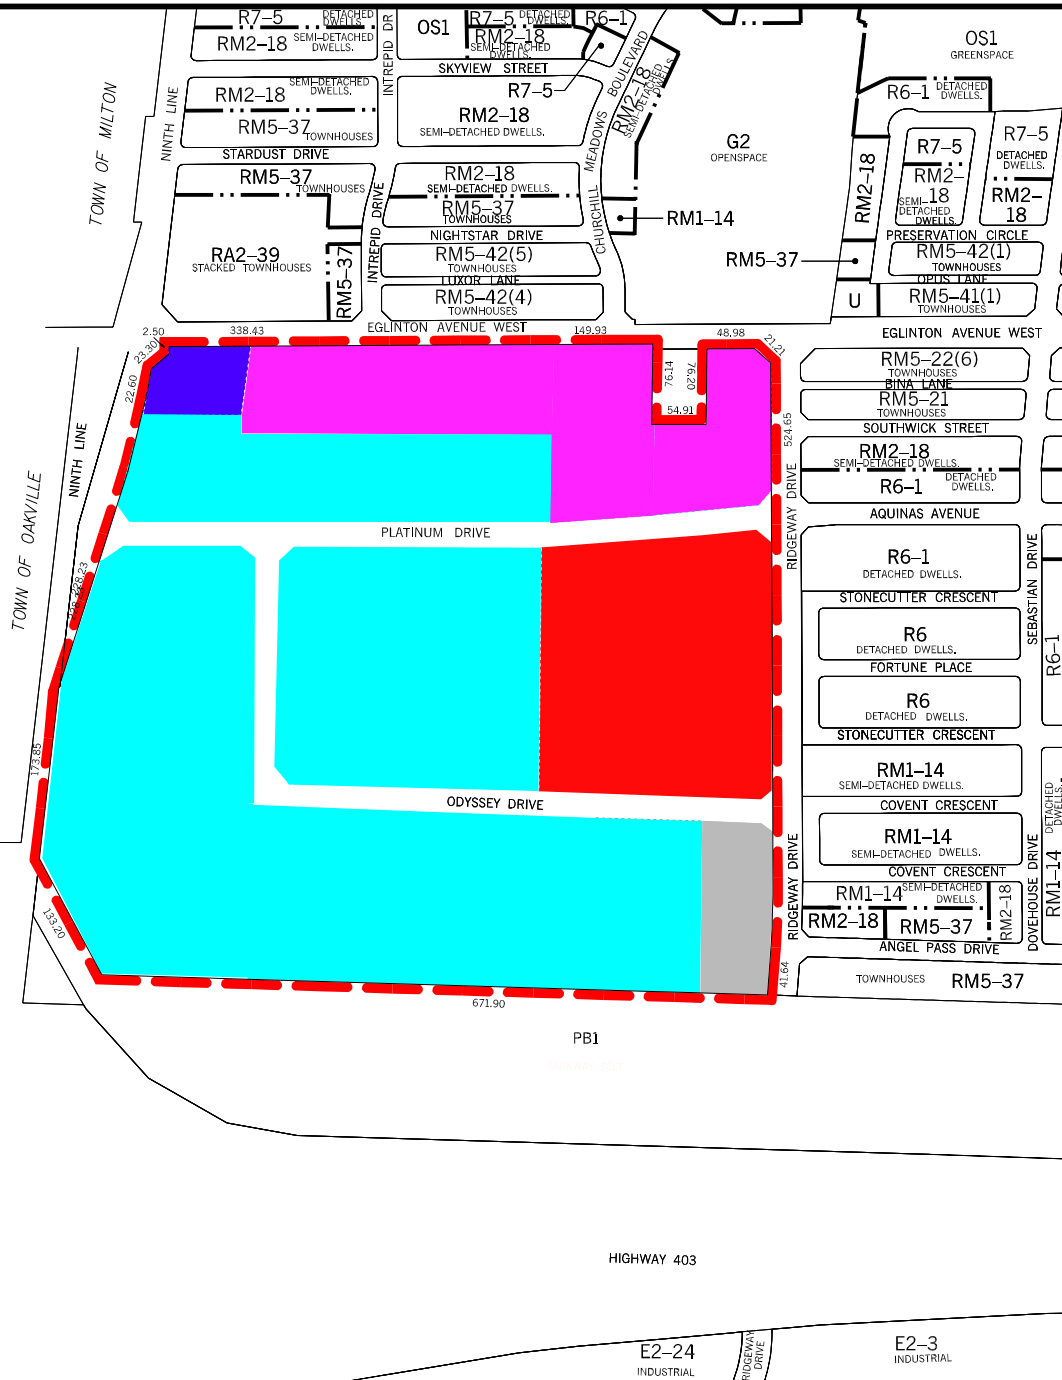 R7–5
DETACHED
DWELLS.
RM2–18
SEMI–DETACHED
DWELLS.
INTREPID DR
OS1
R7–5
DETACHED
DWELLS.
RM2–18
SEMI–DETACHED
DWELLS.
R6–1
SKYVIEW STREET
R7–5
BOULEVARD
MEADOWS
CHURCHILL
RM2–18
SEMI–DETACHED
DWELLS.
OS1
GREENSPACE
R6–1
DETACHED
DWELLS.
TOWN OF MILTON
NINTH LINE
RM2–18
SEMI–DETACHED
DWELLS.
RM5–37
TOWNHOUSES
STARDUST DRIVE
RM2–18
SEMI–DETACHED DWELLS.
G2
OPENSPACE
R7–5
RM2–
18
SEMI–
DETACHED
DWELLS.
R7–5
DETACHED
DWELLS.
RM2–
18
RM2–18
RM5–37
TOWNHOUSES
RM2–18
SEMI–DETACHED DWELLS.
RM5–37
TOWNHOUSES
NIGHTSTAR DRIVE
INTREPID DRIVE
RM1–14
PRESERVATION CIRCLE
RA2–39
STACKED TOWNHOUSES
RM5–37
RM5–42(5)
TOWNHOUSES
LUXOR LANE
RM5–42(4)
TOWNHOUSES
RM5–37
RM5–42(1)
TOWNHOUSES
OPUS LANE
RM5–41(1)
TOWNHOUSES
U
EGLINTON AVENUE WEST
EGLINTON AVENUE WEST
2.50
338.43
149.93
48.98
21.21
23.30
22.60
76.14
76.20
54.91
524.65
RM5–22(6)
TOWNHOUSES
BINA LANE
RM5–21
TOWNHOUSES
SOUTHWICK STREET
RM2–18
SEMI–DETACHED DWELLS.
R6–1
DETACHED
DWELLS.
AQUINAS AVENUE
NINTH LINE
TOWN OF OAKVILLE
RIDGEWAY DRIVE
PLATINUM DRIVE
228.23
R6–1
DETACHED DWELLS.
SEBASTIAN DRIVE
STONECUTTER CRESCENT
R6
DETACHED DWELLS.
R6–1
FORTUNE PLACE
R6
DETACHED DWELLS.
STONECUTTER CRESCENT
173.85
RM1–14
SEMI–DETACHED DWELLS.
ODYSSEY DRIVE
COVENT CRESCENT
DETACHED
DWELLS.
RM1–14
SEMI–DETACHED DWELLS.
RM1–14
COVENT CRESCENT
RIDGEWAY DRIVE
DOVEHOUSE DRIVE
RM1–14
SEMI–DETACHED
DWELLS.
RM2–18
RM5–37
RM2–18
ANGEL PASS DRIVE
133.20
41.64
TOWNHOUSES
RM5–37
671.90
PB1
HIGHWAY 403
E2–24
INDUSTRIAL
RIDGEWAY
DRIVE
E2–3
INDUSTRIAL